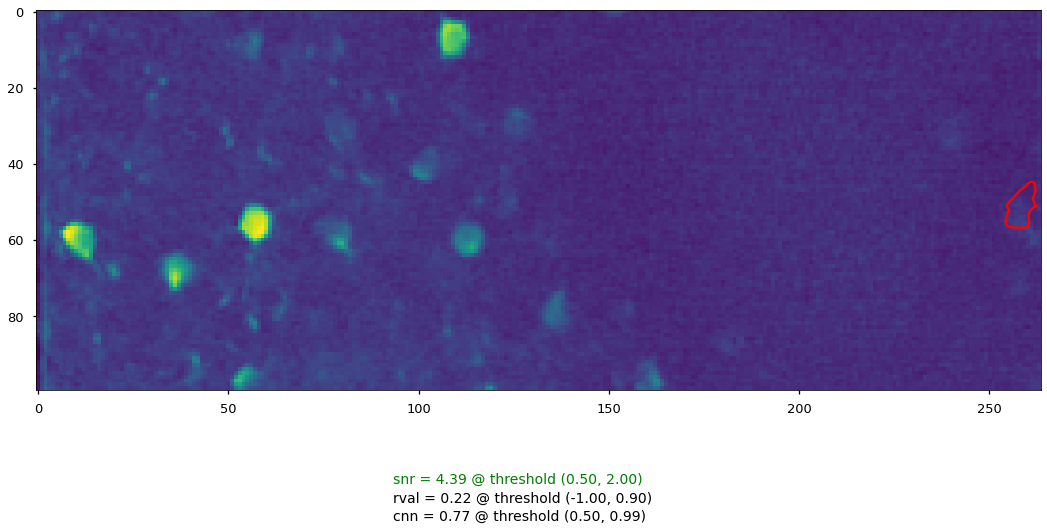 0
20
40
60
80
0 50 100 150 200 250
snr = 4.39 @ threshold (0.50, 2.00)
rval = 0.22 @ threshold (-1.00, 0.90)
cnn = 0.77 @ threshold (0.50, 0.99)